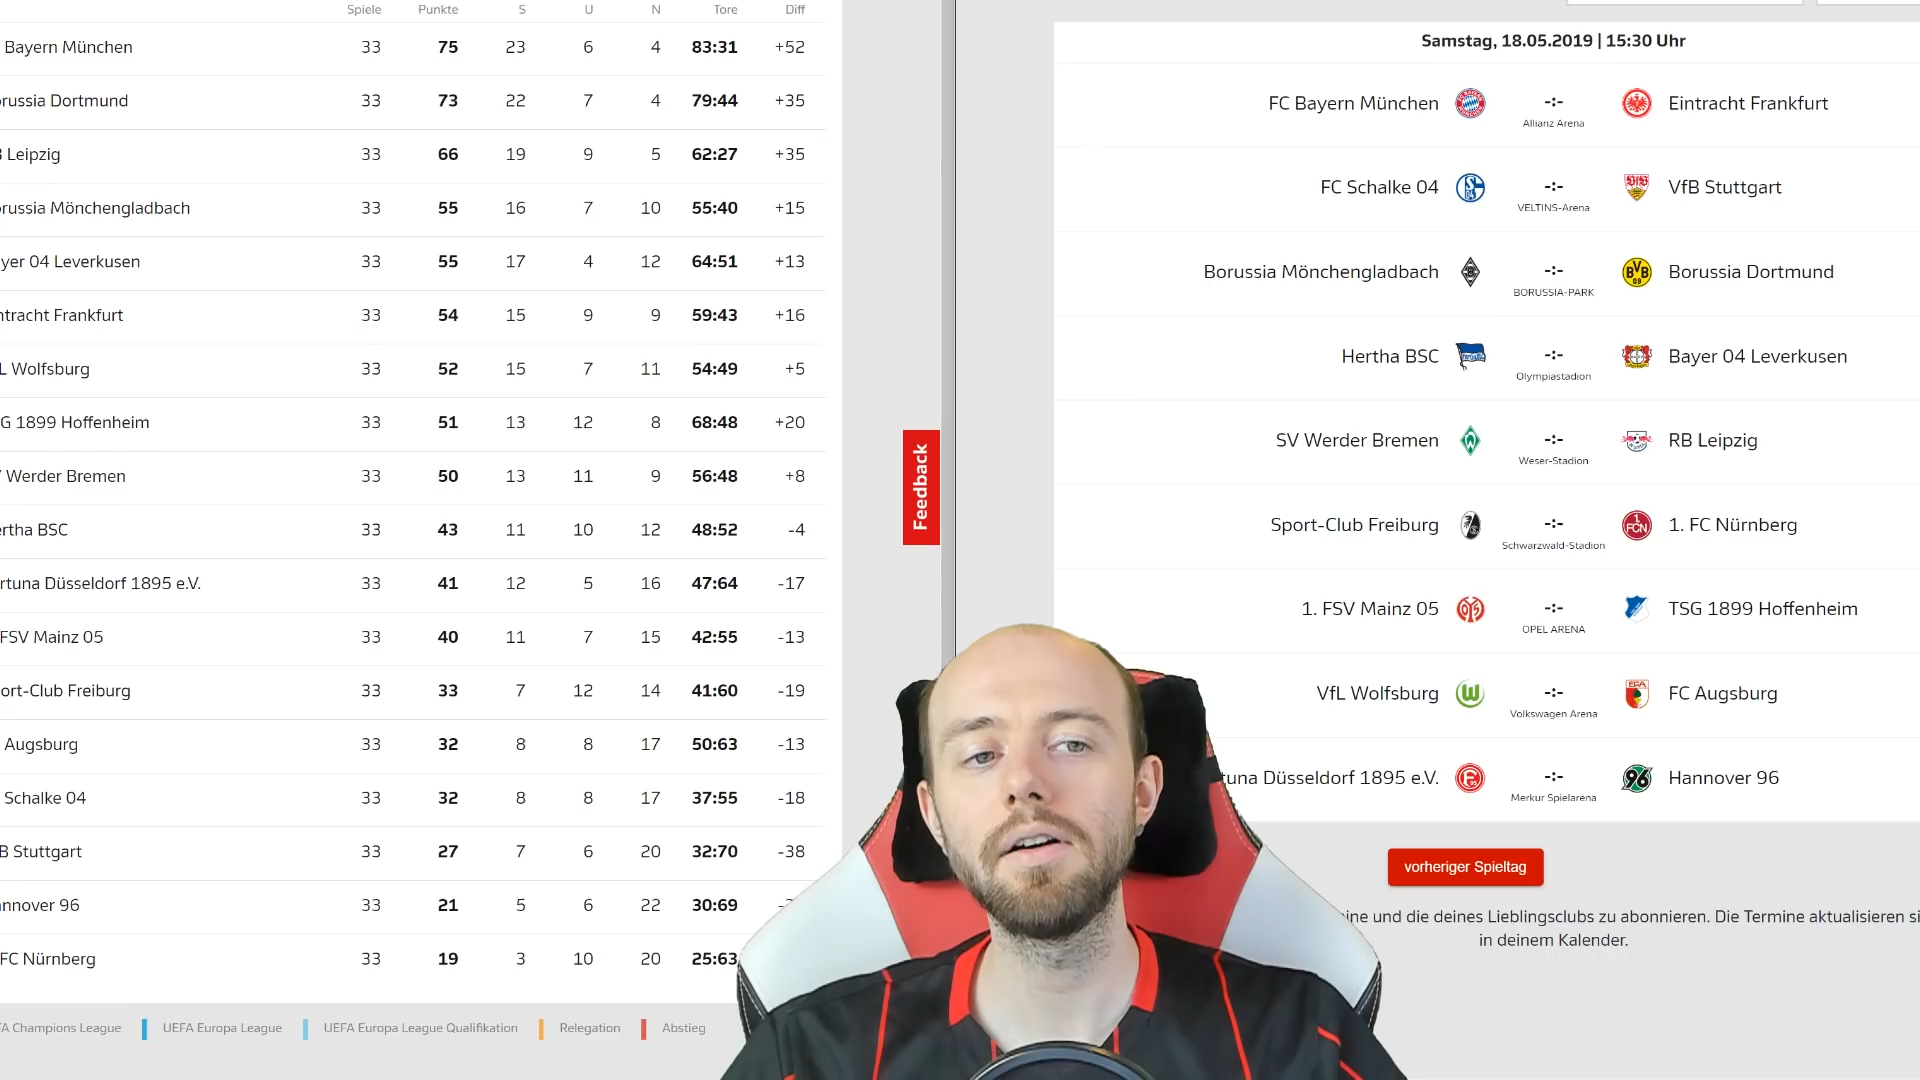 Spiele Punkte S U N Tore Diff
Bayern München 33 75 23 6 4 83:31 +52
russia Dortmund 33 73 22 7 4 79:44 +35
Leipzig 33 66 19 9 5 62:27 +35
russia Mönchengladbach 33 55 16 7 10 55:40 +15
yer 04 Leverkusen 33 55 17 4 12 64:51 +13
ntracht Frankfurt 33 54 15 9 9 59:43 +16
L Wolfsburg 33 52 15 7 11 54:49 +5
G 1899 Hoffenheim 33 51 13 12 8 68:48 +20
Werder Bremen 33 50 13 11 9 56:48 +8
rtha BSC 33 43 11 10 12 48:52 -4
rtuna Düsseldorf 1895 e.V. 33 41 12 5 16 47:64 -17
FSV Mainz 05 33 40 11 7 15 42:55 -13
ort-Club Freiburg 33 33 7 12 14 41:60 -19
Augsburg 33 32 8 8 17 50:63 -13
Schalke 04 33 32 8 8 17 37:55 -18
B Stuttgart 33 27 7 6 20 32:70 -38
nnover 96 33 21 5 6 22 30:69
FC Nürnberg 33 19 3 10 20 25:63
FA Champions League UEFA Europa League UEFA Europa League Qualifikation Relegation Abstieg
Feedback
Samstag, 18.05.2019 | 15:30 Uhr
FC Bayern München -:- Eintracht Frankfurt
Allianz Arena
FC Schalke 04 -:- VfB Stuttgart
VELTINS-Arena
Borussia Mönchengladbach -:- Borussia Dortmund
BORUSSIA-PARK
Hertha BSC -:- Bayer 04 Leverkusen
Olympiastadion
SV Werder Bremen -:- RB Leipzig
Weser-Stadion
Sport-Club Freiburg -:- 1. FC Nürnberg
Schwarzwald-Stadion
1. FSV Mainz 05 -:- TSG 1899 Hoffenheim
OPEL ARENA
VfL Wolfsburg -:- FC Augsburg
Volkswagen Arena
tuna Düsseldorf 1895 e.V. -:- Hannover 96
Merkur Spielarena
vorheriger Spieltag
ine und die deines Lieblingsclubs zu abonnieren. Die Termine aktualisieren si
in deinem Kalender.